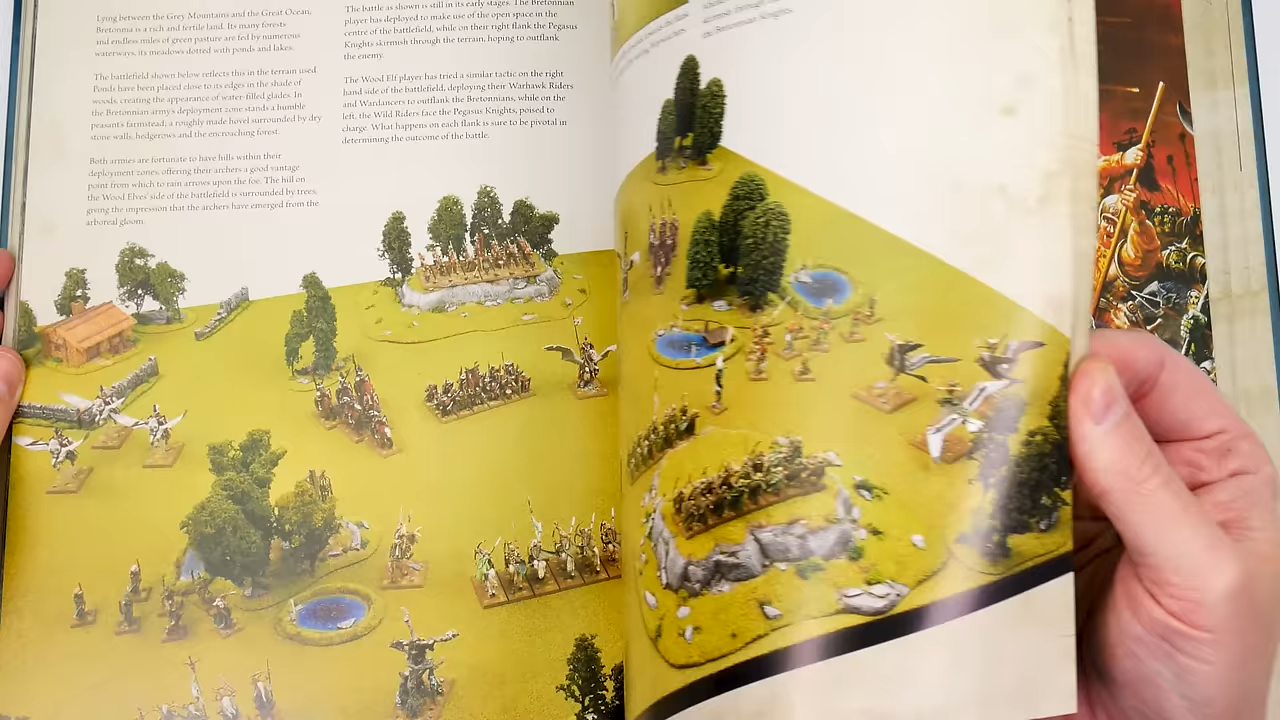 Lying between the Grey Mountains and the Great Ocean,
Bretonnia is a rich and fertile land. Its many forests
and endless miles of green pasture are fed by numerous
waterways, its meadows dotted with ponds and lakes.
The battlefield shown below reflects this in the terrain used.
Ponds have been placed close to its edges in the shade of
woods, creating the appearance of water-filled glades. In
the Bretonnian army's deployment zone stands a humble
peasant's farmstead, a roughly made hovel surrounded by dry
stone walls, hedgerows and the encroaching forest.
Both armies are fortunate to have hills within their
deployment zones, offering their archers a good vantage
point from which to rain arrows upon the foe. The hill on
the Wood Elves' side of the battlefield is surrounded by trees,
giving the impression that the archers have emerged from the
arboreal gloom.
The battle as shown is still in its early stages. The Bretonnian
player has deployed to make use of the open space in the
centre of the battlefield, while on their right flank the Pegasus
Knights skirmish through the terrain, hoping to outflank
the enemy.
The Wood Elf player has tried a similar tactic on the right
hand side of the battlefield, deploying their Warhawk Riders
and Wardancers to outflank the Bretonnians, while on the
left, the Wild Riders face the Pegasus Knights, poised to
charge. What happens on each flank is sure to be pivotal in
determining the outcome of the battle.
the Bretonnian Knights.